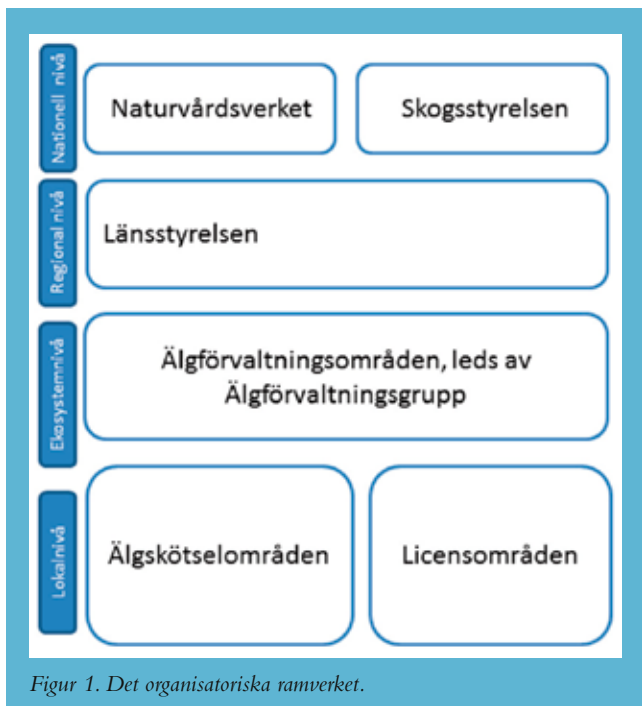 Nationell nivå
Naturvårdsverket
Skogsstyrelsen
Regional nivå
Länsstyrelsen
Ekosystemnivå
Älgförvaltningsområden, leds av
Älgförvaltningsgrupp
Lokalnivå
Älgskötselområden
Licensområden
Figur 1. Det organisatoriska ramverket.